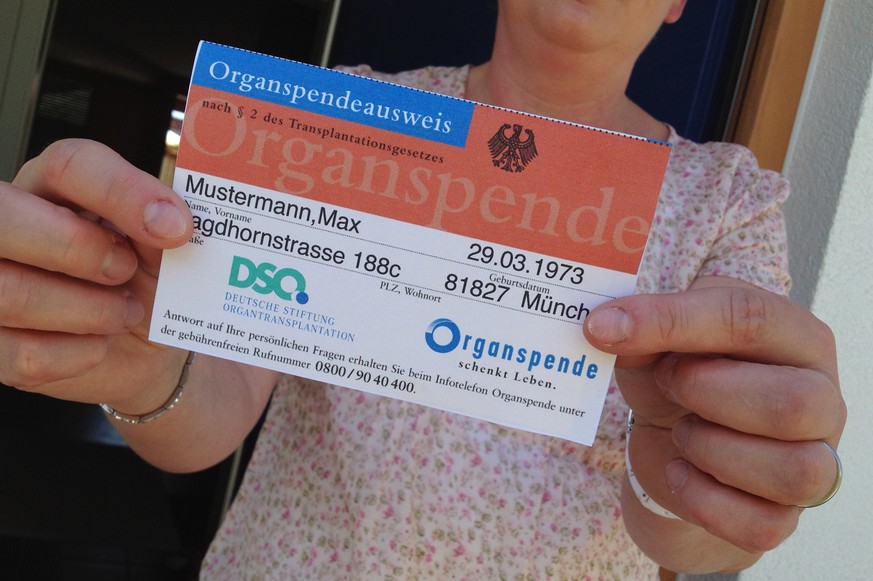 Organspendeausweis
nach § 2 des Transplantationsgesetzes
Organspende
Mustermann,Max
Name, Vorname
29.03.1973
Geburtsdatum
agdhornstrasse 188c
aße
81827 Münch
PLZ, Wohnort
DSO
DEUTSCHE STIFTUNG
ORGANTRANSPLANTATION
Organspende
schenkt Leben.
Antwort auf Ihre persönlichen Fragen erhalten Sie beim Infotelefon Organspende unter
der gebührenfreien Rufnummer 0800/90 40 400.